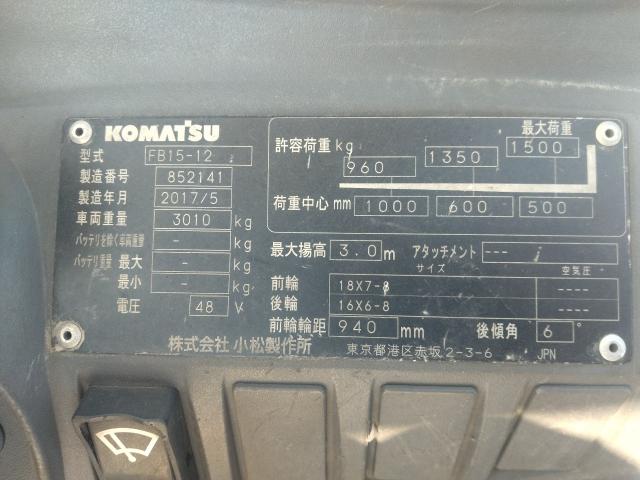 KOMATSU
型式 FB15-12
製造番号 852141
製造年月 2017/5
車両重量 3010 kg
バッテリを除く車両重量 - kg
バッテリ重量 最大 - kg
最小 - kg
電圧 48 V
最大荷重
許容荷重 kg 960 1350 1500
荷重中心 mm 1000 600 500
最大揚高 3.0 m アタッチメント ---
サイズ 空気圧
前輪 18X7-8 ----
後輪 16X6-8 ----
前輪輪距 940 mm 後傾角 6 °
株式会社 小松製作所 東京都港区赤坂 2-3-6 JPN